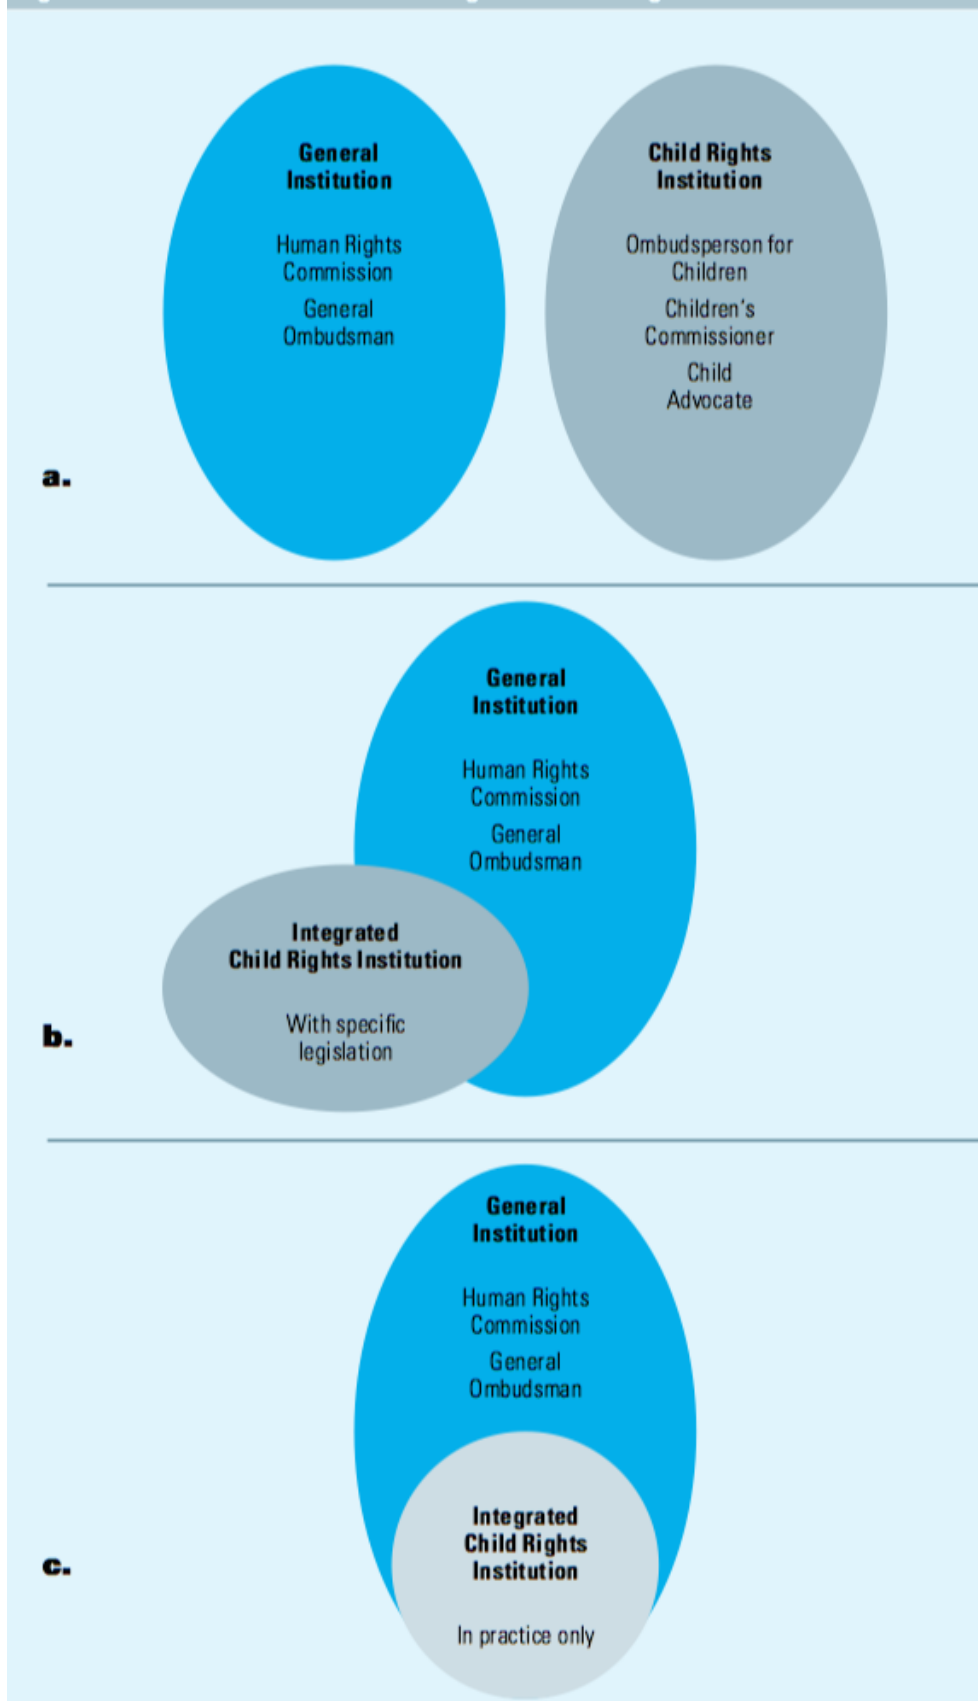 General
Institution
Human Rights
Commission
General
Ombudsman
Child Rights
Institution
Ombudsperson for
Children
Children's
Commissioner
Child
Advocate
a.
General
Institution
Human Rights
Commission
General
Ombudsman
Integrated
Child Rights Institution
With specific
legislation
b.
General
Institution
Human Rights
Commission
General
Ombudsman
Integrated
Child Rights
Institution
In practice only
c.